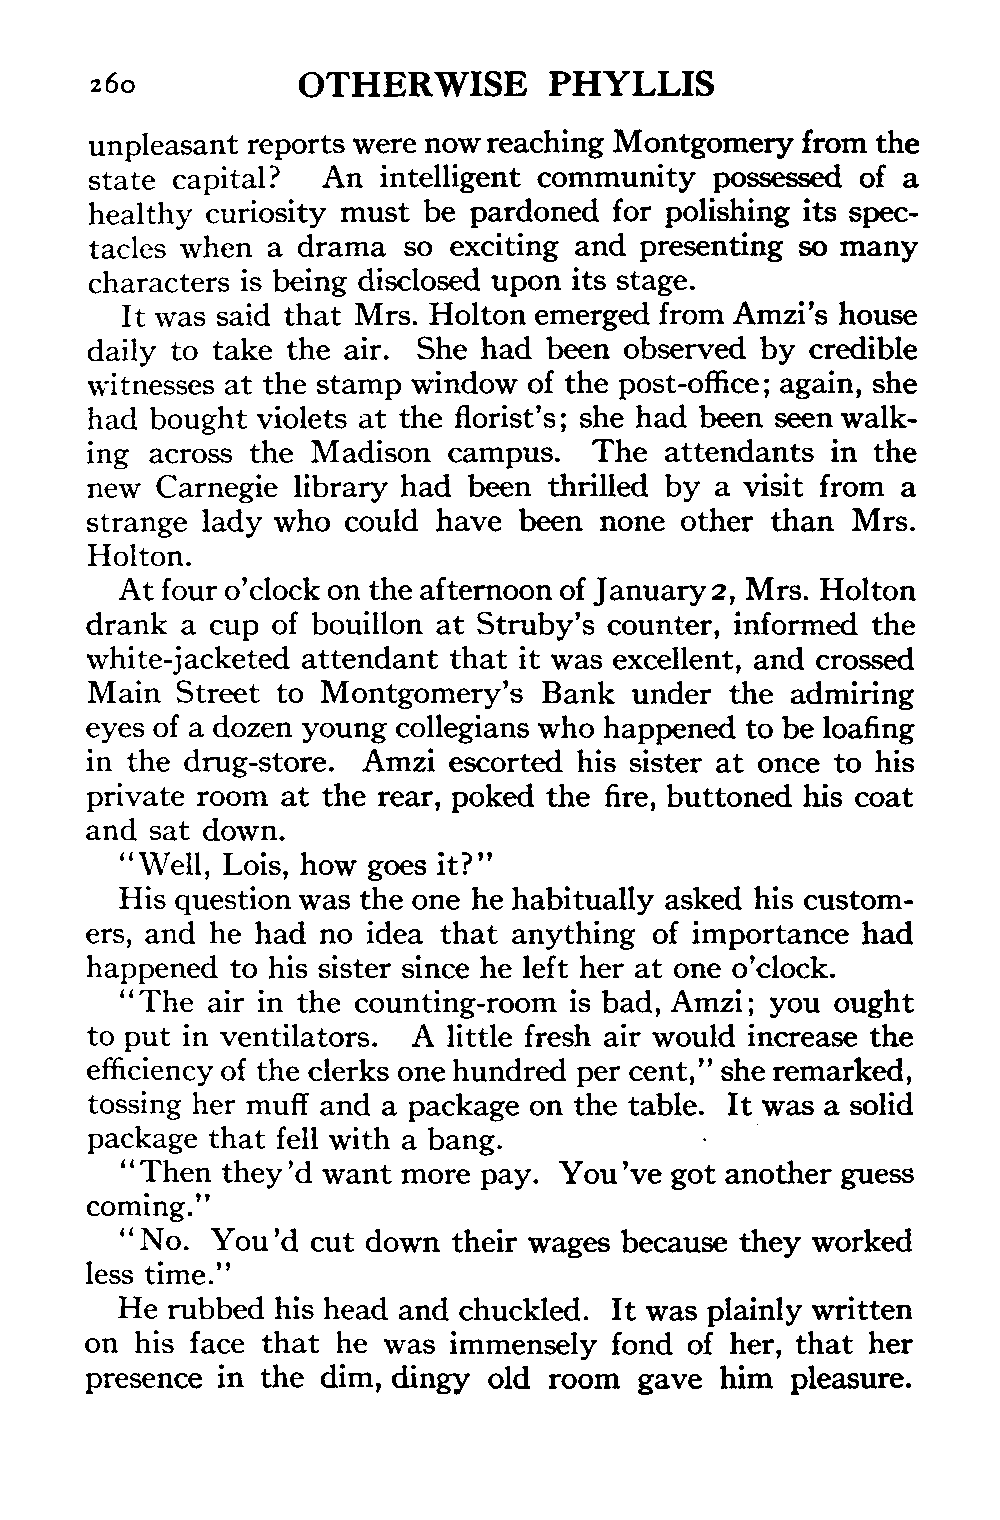 260 OTHERWISE PHYLLIS
unpleasant reports were now reaching Montgomery from the
state capital? An intelligent community possessed of a
healthy curiosity must be pardoned for polishing its spec-
tacles when a drama so exciting and presenting so many
characters is being disclosed upon its stage.
It was said that Mrs. Holton emerged from Amzi's house
daily to take the air. She had been observed by credible
witnesses at the stamp window of the post-office; again, she
had bought violets at the florist's; she had been seen walk-
ing across the Madison campus. The attendants in the
new Carnegie library had been thrilled by a visit from a
strange lady who could have been none other than Mrs.
Holton.
At four o'clock on the afternoon of January 2, Mrs. Holton
drank a cup of bouillon at Struby's counter, informed the
white-jacketed attendant that it was excellent, and crossed
Main Street to Montgomery's Bank under the admiring
eyes of a dozen young collegians who happened to be loafing
in the drug-store. Amzi escorted his sister at once to his
private room at the rear, poked the fire, buttoned his coat
and sat down.
"Well, Lois, how goes it?"
His question was the one he habitually asked his custom-
ers, and he had no idea that anything of importance had
happened to his sister since he left her at one o'clock.
"The air in the counting-room is bad, Amzi; you ought
to put in ventilators. A little fresh air would increase the
efficiency of the clerks one hundred per cent," she remarked,
tossing her muff and a package on the table. It was a solid
package that fell with a bang.
"Then they'd want more pay. You've got another guess
coming."
"No. You'd cut down their wages because they worked
less time."
He rubbed his head and chuckled. It was plainly written
on his face that he was immensely fond of her, that her
presence in the dim, dingy old room gave him pleasure.